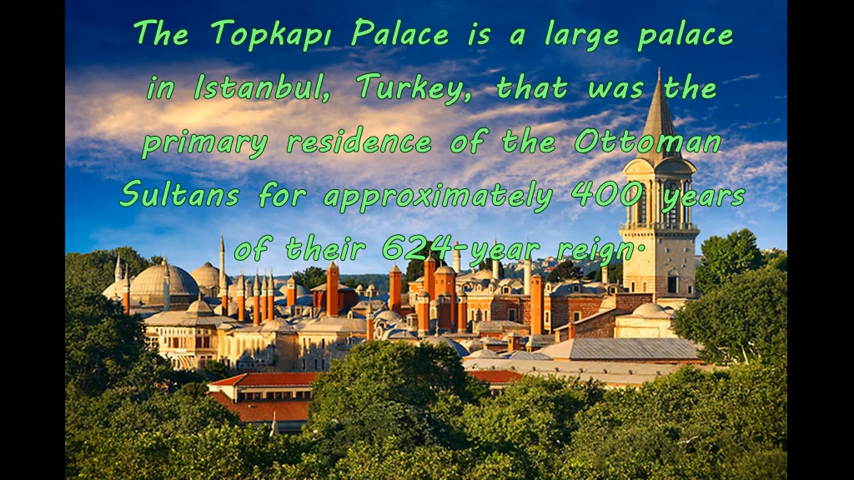 The Topkapı Palace is a large palace
in Istanbul, Turkey, that was the
primary residence of the Ottoman
Sultans for approximately 400 years
of their 624-year reign.